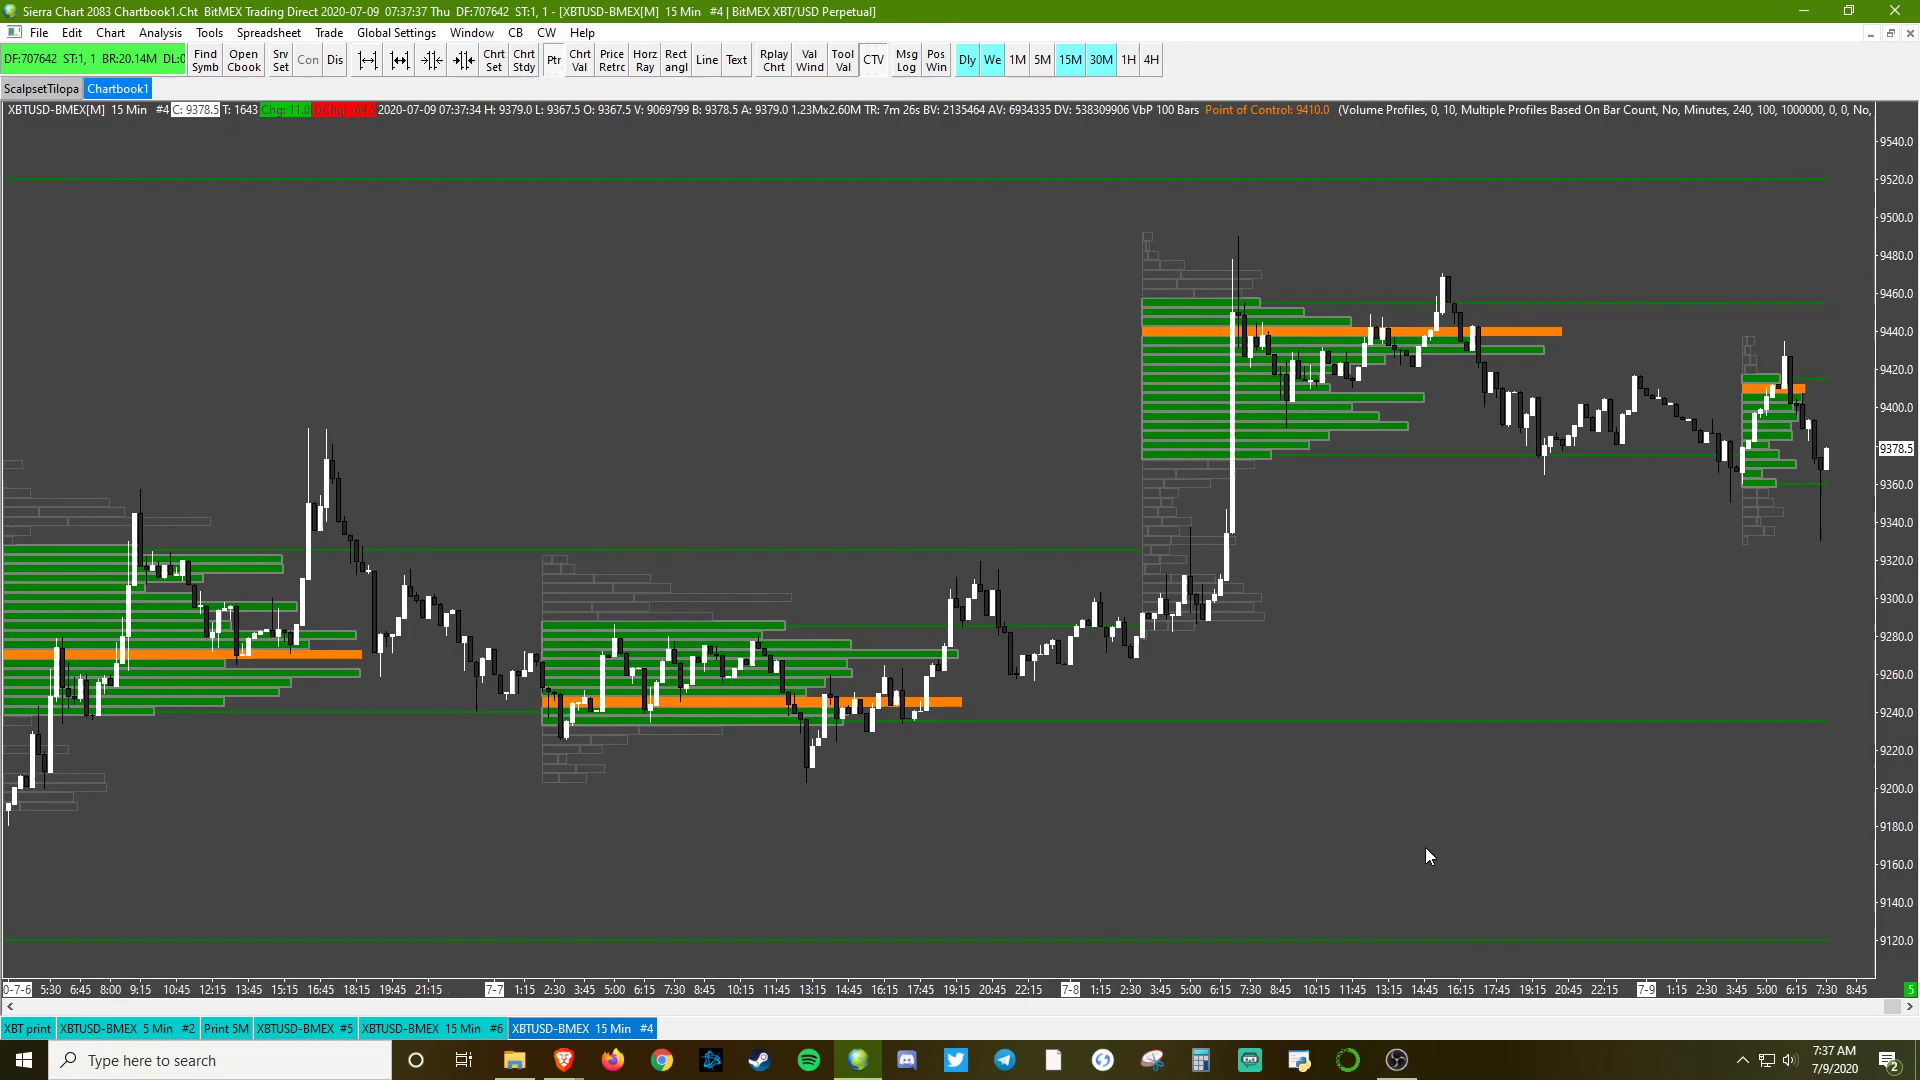 Sierra Chart 2083 Chartbook1.Cht BitMEX Trading Direct 2020-07-09 07:37:37 Thu DF:707642 ST:1, 1 - [XBTUSD-BMEX[M] 15 Min #4 | BitMEX XBT/USD Perpetual]
File Edit Chart Analysis Tools Spreadsheet Trade Global Settings Window CB CW Help
DF:707642 ST:1, 1 BR:20.14M DL:0
Find Symb
Open Cbook
Srv Set
Con Dis
Chrt Set
Chrt Stdy
Ptr
Chrt Val
Price Retrc
Horz Ray
Rect angl
Line Text
Rplay Chrt
Val Wind
Tool Val
CTV
Msg Log
Pos Win
Dly We 1M 5M 15M 30M 1H 4H
ScalpsetTilopa Chartbook1
XBTUSD-BMEX[M] 15 Min #4 C: 9378.5 T: 1643 Chg: 11.0 2020-07-09 07:37:34 H: 9379.0 L: 9367.5 O: 9367.5 V: 9069799 B: 9378.5 A: 9379.0 1.23Mx2.60M TR: 7m 26s BV: 2135464 AV: 6934335 DV: 538309906 VbP 100 Bars Point of Control: 9410.0 (Volume Profiles, 0, 10, Multiple Profiles Based On Bar Count, No, Minutes, 240, 100, 1000000, 0, 0, No,
9540.0
9520.0
9500.0
9480.0
9460.0
9440.0
9420.0
9400.0
9378.5
9360.0
9340.0
9320.0
9300.0
9280.0
9260.0
9240.0
9220.0
9200.0
9180.0
9160.0
9140.0
9120.0
0-7-6 5:30 6:45 8:00 9:15 10:45 12:15 13:45 15:15 16:45 18:15 19:45 21:15 7-7 1:15 2:30 3:45 5:00 6:15 7:30 8:45 10:15 11:45 13:15 14:45 16:15 17:45 19:15 20:45 22:15 7-8 1:15 2:30 3:45 5:00 6:15 7:30 8:45 10:15 11:45 13:15 14:45 16:15 17:45 19:15 20:45 22:15 7-9 1:15 2:30 3:45 5:00 6:15 7:30 8:45 5
XBT print XBTUSD-BMEX 5 Min #2 Print 5M XBTUSD-BMEX #5 XBTUSD-BMEX 15 Min #6 XBTUSD-BMEX 15 Min #4
Type here to search
7:37 AM
7/9/2020
2